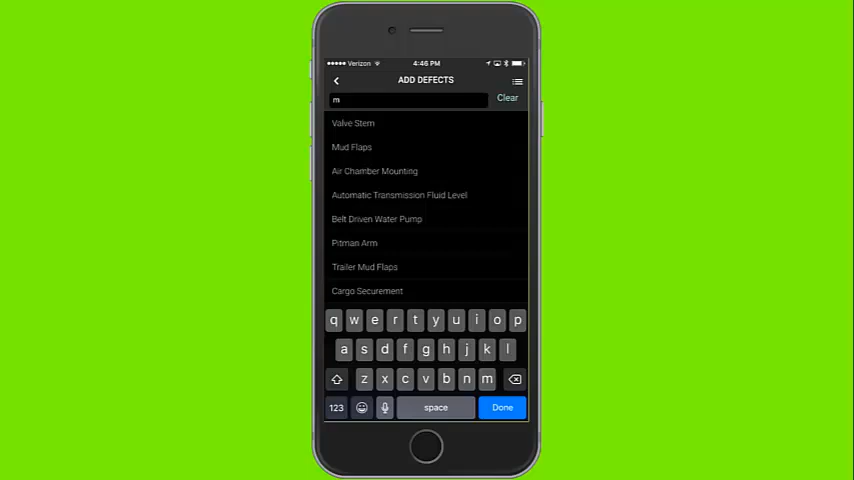 Verizon 4:46 PM
ADD DEFECTS
m Clear
Valve Stem
Mud Flaps
Air Chamber Mounting
Automatic Transmission Fluid Level
Belt Driven Water Pump
Pitman Arm
Trailer Mud Flaps
Cargo Securement
q w e r t y u i o p
a s d f g h j k l
z x c v b n m
123 space Done